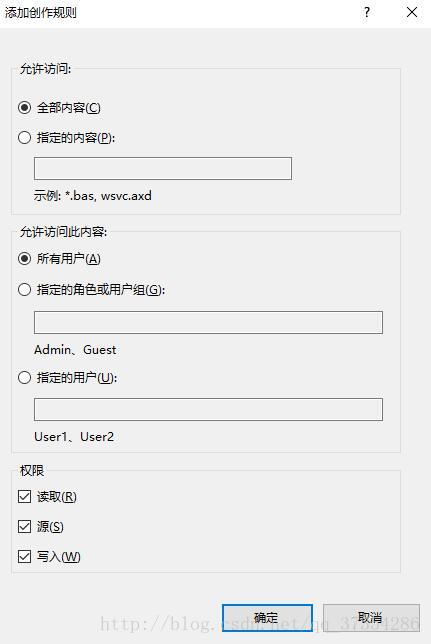 添加创作规则
允许访问:
全部内容(C)
指定的内容(P):
示例: *.bas, wsvc.axd
允许访问此内容:
所有用户(A)
指定的角色或用户组(G):
Admin、Guest
指定的用户(U):
User1、User2
权限
读取(R)
源(S)
写入(W)
http://blog.csdn.net/qq_37334286
确定 取消